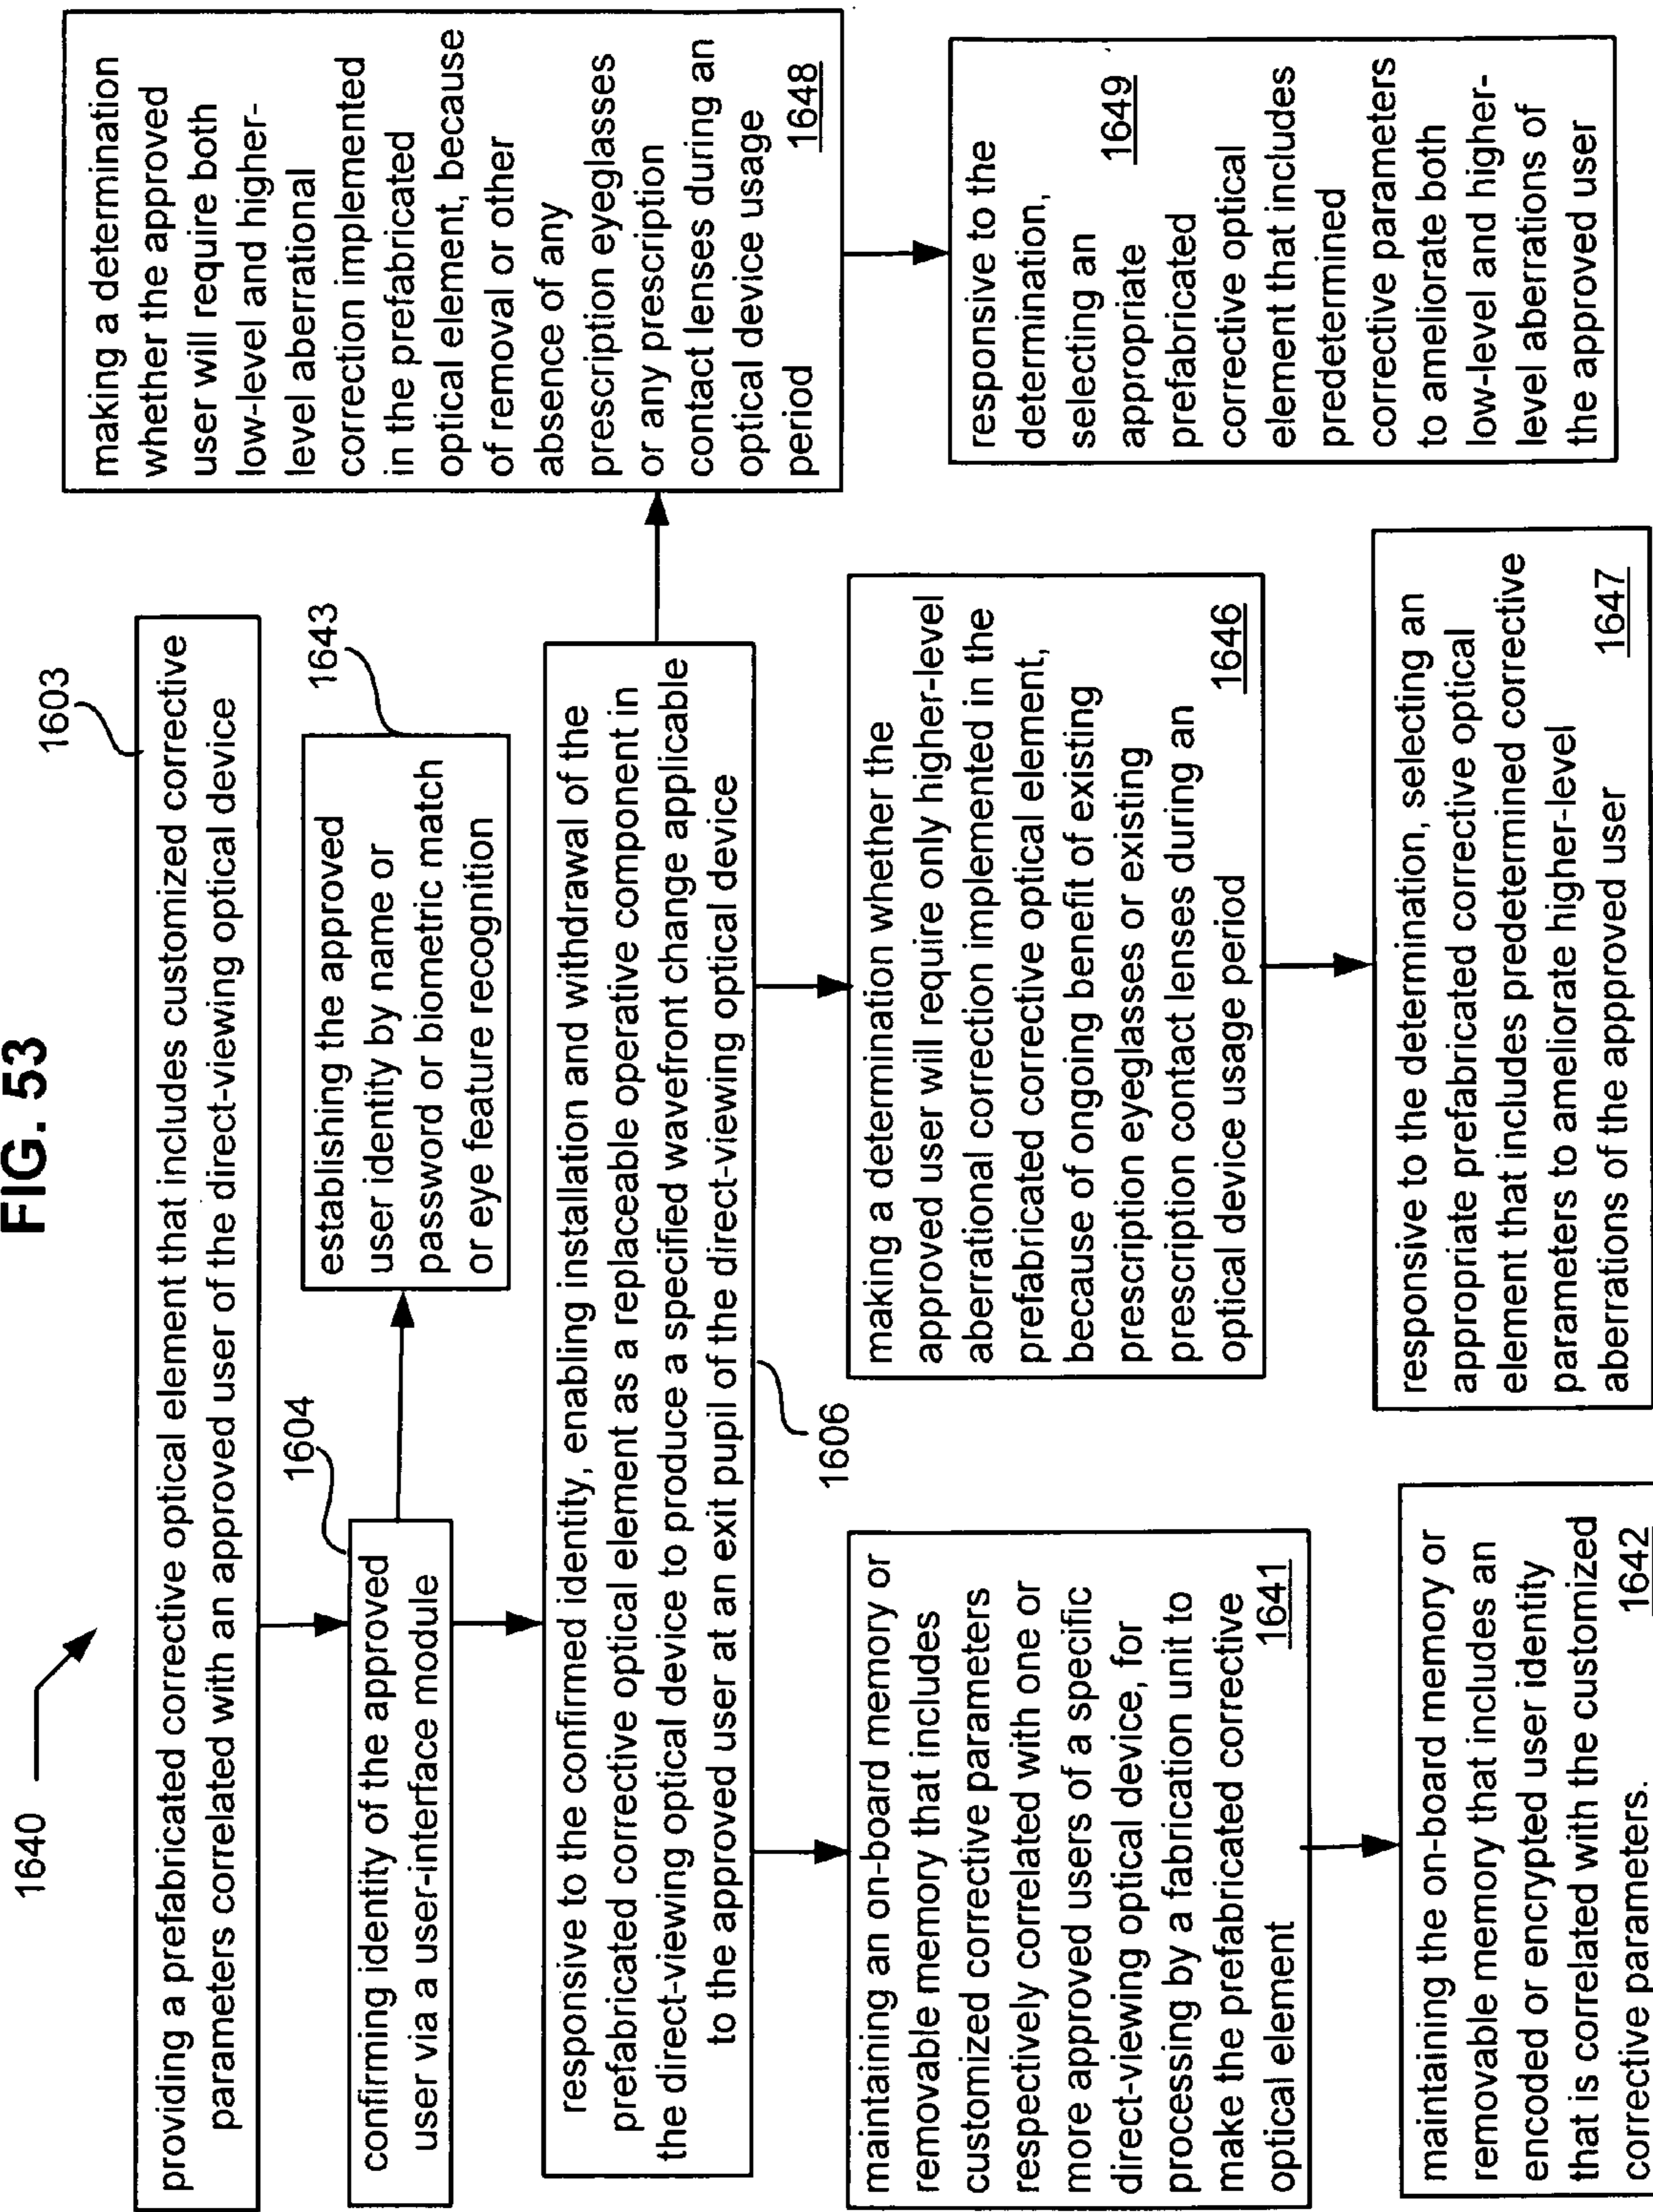 FIG. 53
1640
1603
providing a prefabricated corrective optical element that includes customized corrective
parameters correlated with an approved user of the direct-viewing optical device
1604
confirming identity of the approved
user via a user-interface module
1643
establishing the approved
user identity by name or
password or biometric match
or eye feature recognition
responsive to the confirmed identity, enabling installation and withdrawal of the
prefabricated corrective optical element as a replaceable operative component in
the direct-viewing optical device to produce a specified wavefront change applicable
to the approved user at an exit pupil of the direct-viewing optical device
1606
maintaining an on-board memory or
removable memory that includes
customized corrective parameters
respectively correlated with one or
more approved users of a specific
direct-viewing optical device, for
processing by a fabrication unit to
make the prefabricated corrective
optical element 1641
maintaining the on-board memory or
removable memory that includes an
encoded or encrypted user identity
that is correlated with the customized
corrective parameters. 1642
making a determination whether the
approved user will require only higher-level
aberrational correction implemented in the
prefabricated corrective optical element,
because of ongoing benefit of existing
prescription eyeglasses or existing
prescription contact lenses during an
optical device usage period 1646
responsive to the determination, selecting an
appropriate prefabricated corrective optical
element that includes predetermined corrective
parameters to ameliorate higher-level
aberrations of the approved user 1647
making a determination
whether the approved
user will require both
low-level and higher-
level aberrational
correction implemented
in the prefabricated
optical element, because
of removal or other
absence of any
prescription eyeglasses
or any prescription
contact lenses during an
optical device usage
period 1648
responsive to the
determination,
selecting an
appropriate 1649
prefabricated
corrective optical
element that includes
predetermined
corrective parameters
to ameliorate both
low-level and higher-
level aberrations of
the approved user